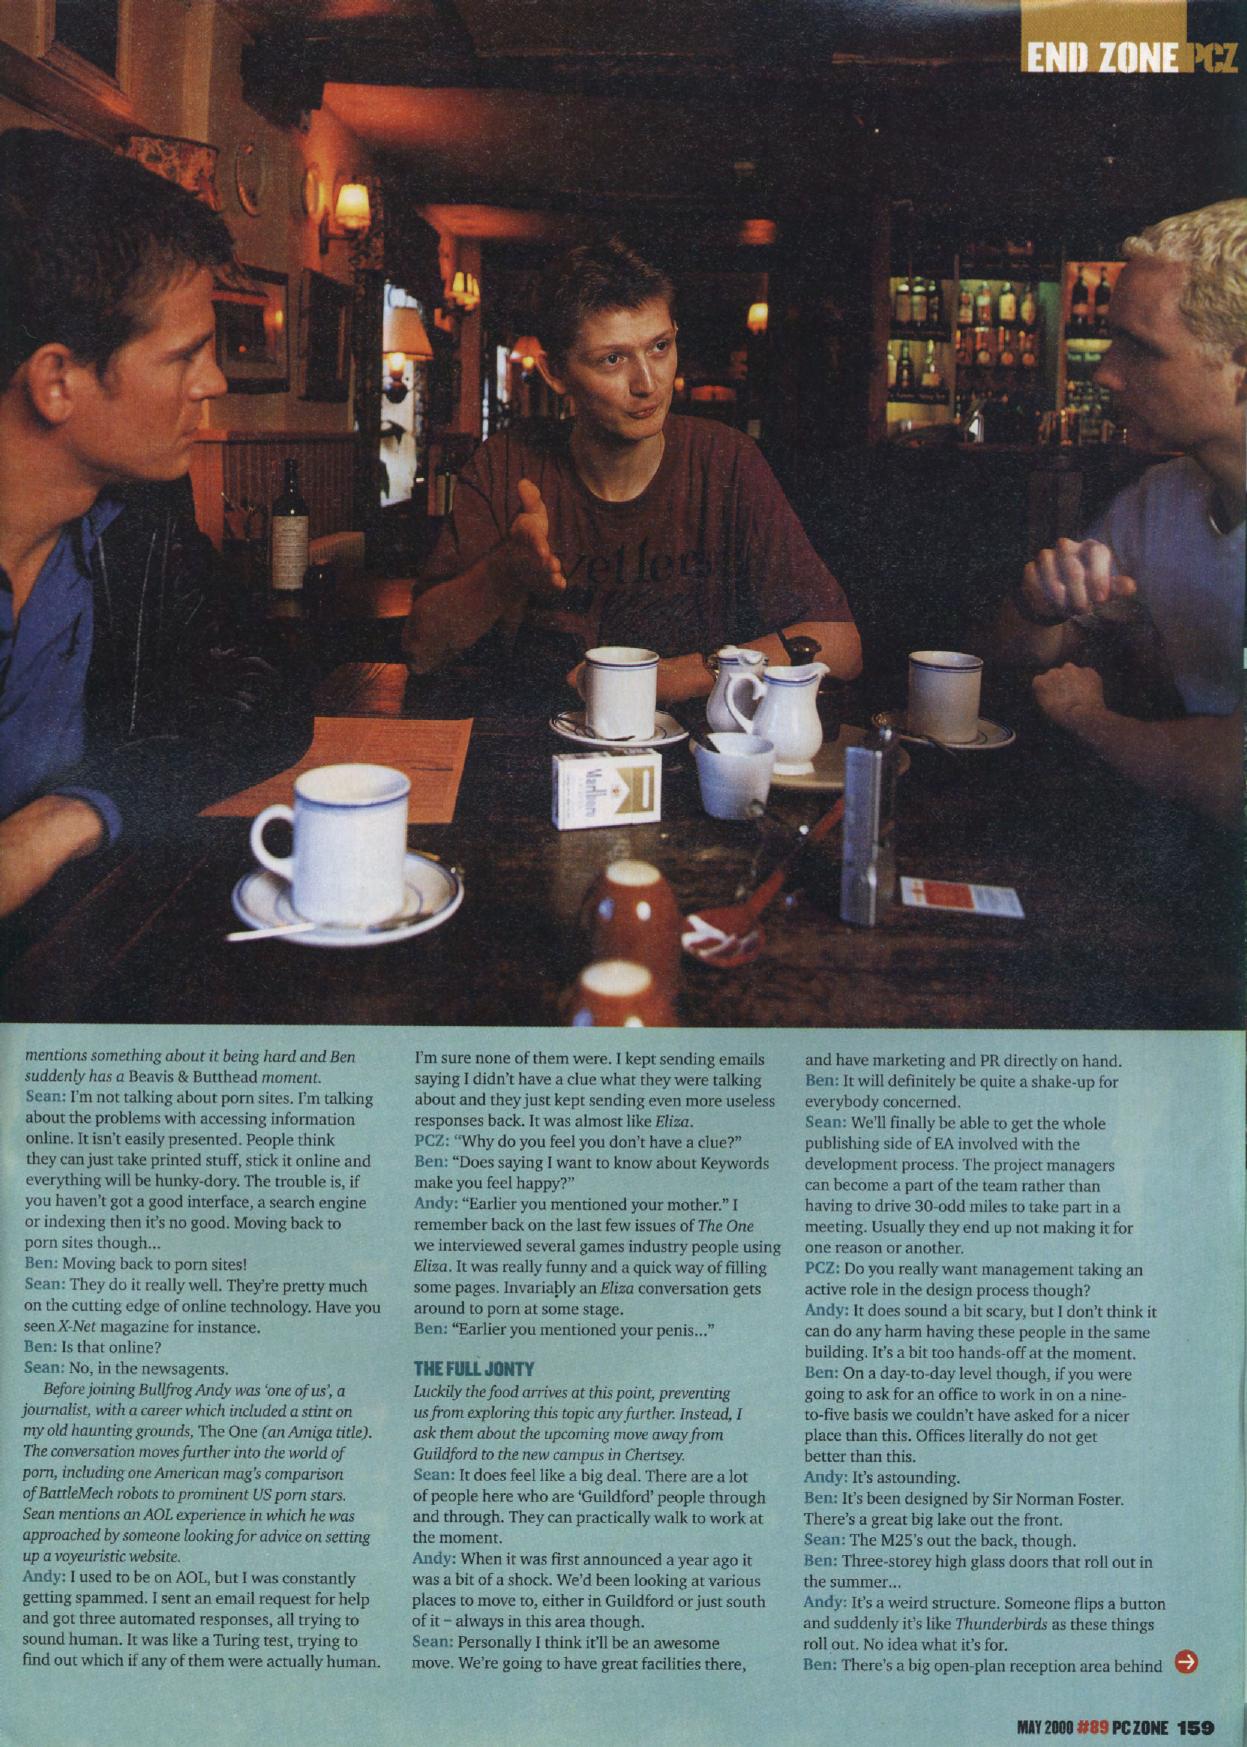 END ZONE PCZ
Marlboro
mentions something about it being hard and Ben
suddenly has a Beavis & Butthead moment.
Sean: I'm not talking about porn sites. I'm talking
about the problems with accessing information
online. It isn't easily presented. People think
they can just take printed stuff, stick it online and
everything will be hunky-dory. The trouble is, if
you haven't got a good interface, a search engine
or indexing then it's no good. Moving back to
porn sites though...
Ben: Moving back to porn sites!
Sean: They do it really well. They're pretty much
on the cutting edge of online technology. Have you
seen X-Net magazine for instance.
Ben: Is that online?
Sean: No, in the newsagents.
Before joining Bullfrog Andy was 'one of us', a
journalist, with a career which included a stint on
my old haunting grounds, The One (an Amiga title).
The conversation moves further into the world of
porn, including one American mag's comparison
of BattleMech robots to prominent US porn stars.
Sean mentions an AOL experience in which he was
approached by someone looking for advice on setting
up a voyeuristic website.
Andy: I used to be on AOL, but I was constantly
getting spammed. I sent an email request for help
and got three automated responses, all trying to
sound human. It was like a Turing test, trying to
find out which if any of them were actually human.
I'm sure none of them were. I kept sending emails
saying I didn't have a clue what they were talking
about and they just kept sending even more useless
responses back. It was almost like Eliza.
PCZ: "Why do you feel you don't have a clue?"
Ben: "Does saying I want to know about Keywords
make you feel happy?"
Andy: "Earlier you mentioned your mother." I
remember back on the last few issues of The One
we interviewed several games industry people using
Eliza. It was really funny and a quick way of filling
some pages. Invariably an Eliza conversation gets
around to porn at some stage.
Ben: "Earlier you mentioned your penis..."
THE FULL JONTY
Luckily the food arrives at this point, preventing
us from exploring this topic any further. Instead, I
ask them about the upcoming move away from
Guildford to the new campus in Chertsey.
Sean: It does feel like a big deal. There are a lot
of people here who are 'Guildford' people through
and through. They can practically walk to work at
the moment.
Andy: When it was first announced a year ago it
was a bit of a shock. We'd been looking at various
places to move to, either in Guildford or just south
of it – always in this area though.
Sean: Personally I think it'll be an awesome
move. We're going to have great facilities there,
and have marketing and PR directly on hand.
Ben: It will definitely be quite a shake-up for
everybody concerned.
Sean: We'll finally be able to get the whole
publishing side of EA involved with the
development process. The project managers
can become a part of the team rather than
having to drive 30-odd miles to take part in a
meeting. Usually they end up not making it for
one reason or another.
PCZ: Do you really want management taking an
active role in the design process though?
Andy: It does sound a bit scary, but I don't think it
can do any harm having these people in the same
building. It's a bit too hands-off at the moment.
Ben: On a day-to-day level though, if you were
going to ask for an office to work in on a nine-
to-five basis we couldn't have asked for a nicer
place than this. Offices literally do not get
better than this.
Andy: It's astounding.
Ben: It's been designed by Sir Norman Foster.
There's a great big lake out the front.
Sean: The M25's out the back, though.
Ben: Three-storey high glass doors that roll out in
the summer...
Andy: It's a weird structure. Someone flips a button
and suddenly it's like Thunderbirds as these things
roll out. No idea what it's for.
Ben: There's a big open-plan reception area behind
MAY 2000 #89 PC ZONE 159